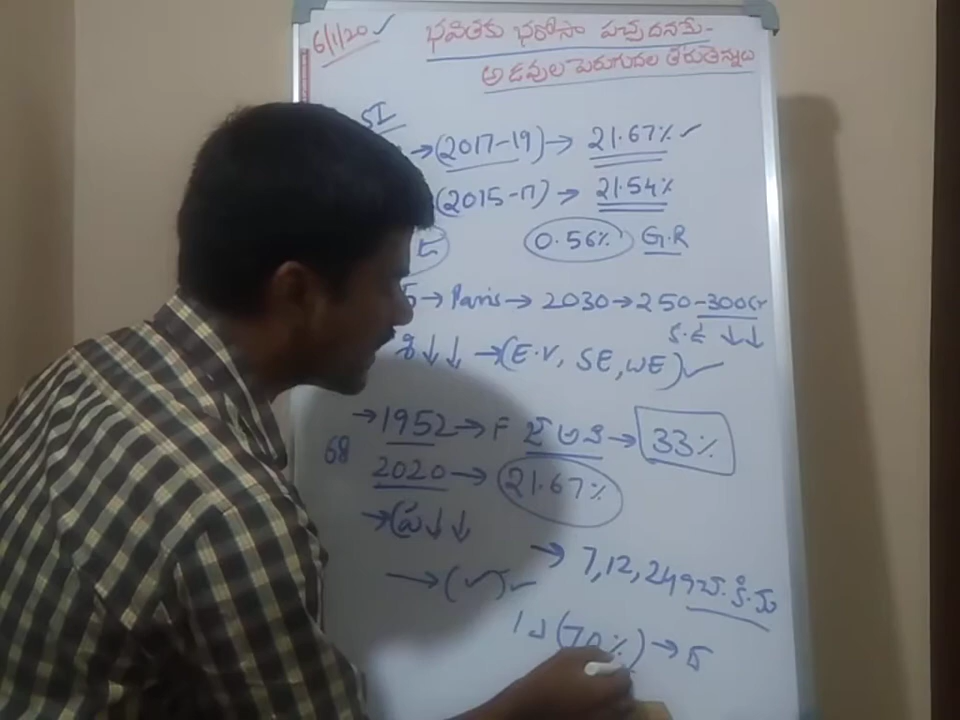 6/1/20 ✓
భవితకు భరోసా పచ్చదనమే-
అడవుల పెరుగుదల తీరుతెన్నులు
SI
→(2017-19)→ 21.67% ✓
(2015-17)→ 21.54%
0.56% G.R
→ Paris → 2030 → 250-300Cr
↓↓ →(E.V, SE, WE) ✓
→1952→F → 33%
68
2020 → 21.67%
→ ↓↓
→ 7,12,249 చ.కి.మీ
→(✓)✓
(70%)→